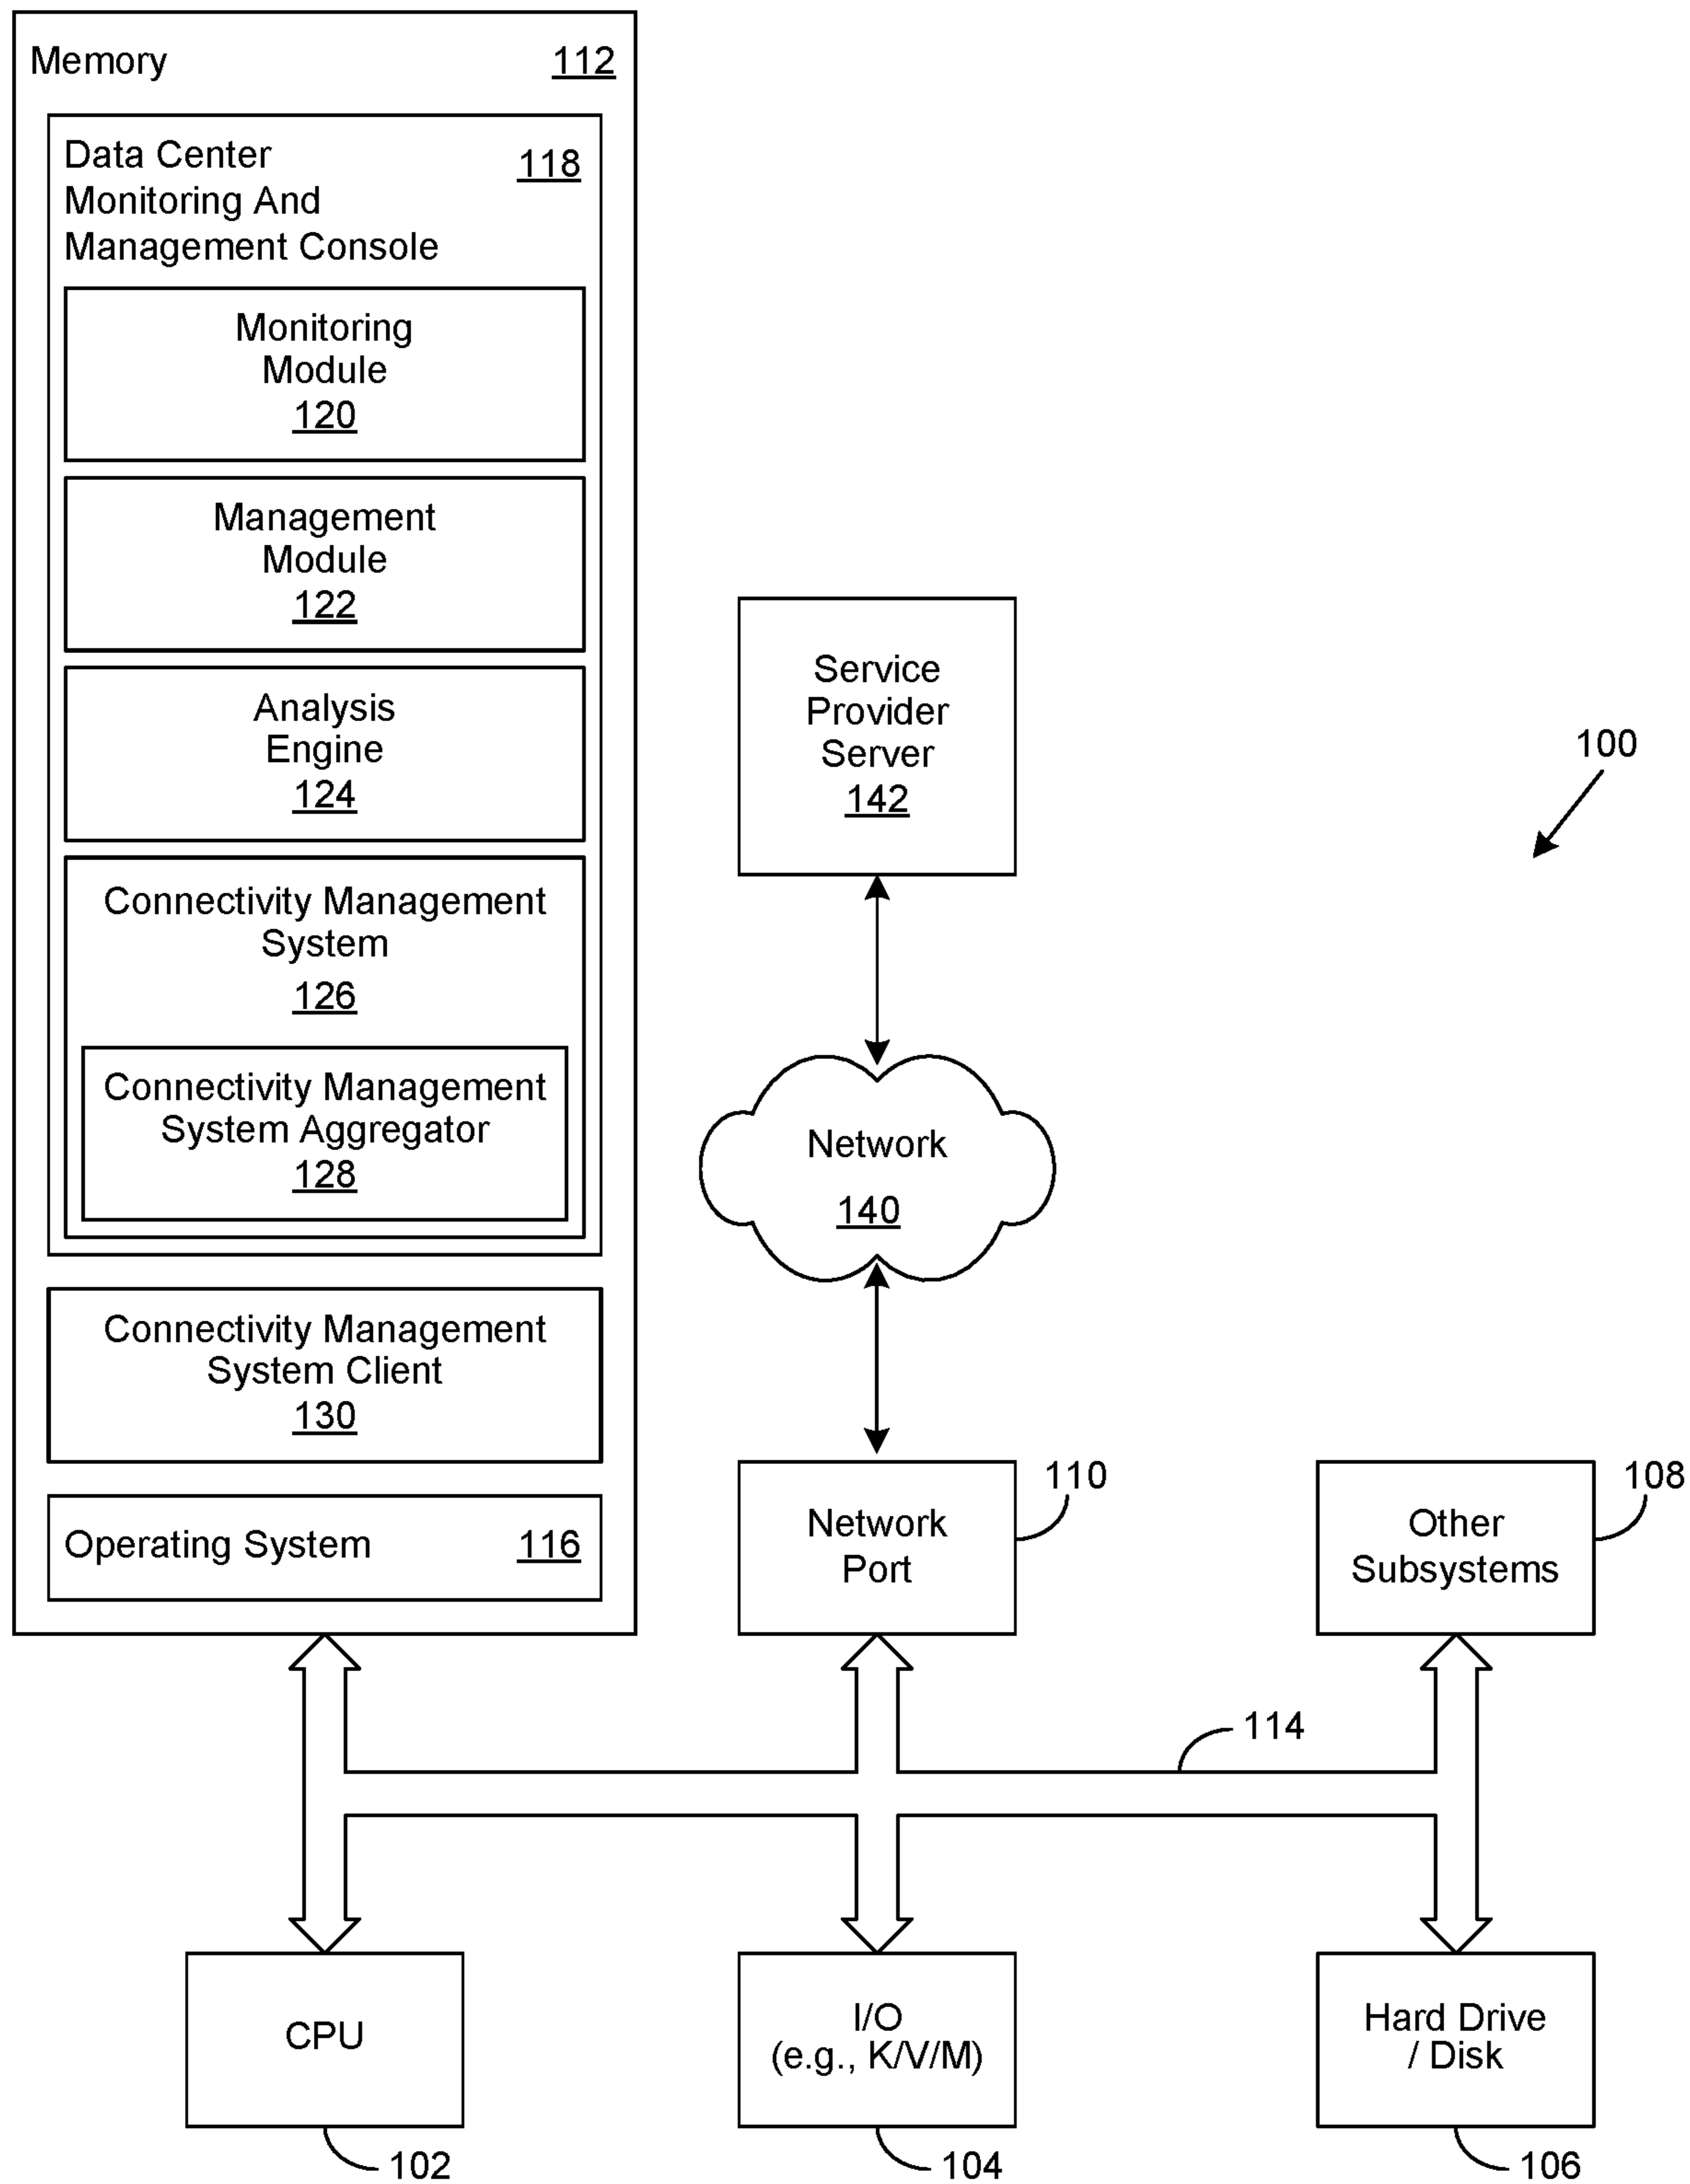 Memory 112
Data Center 118
Monitoring And
Management Console
Monitoring
Module
120
Management
Module
122
Analysis
Engine
124
Connectivity Management
System
126
Connectivity Management
System Aggregator
128
Connectivity Management
System Client
130
Operating System 116
Service
Provider
Server
142
100
Network
140
Network
Port
110
Other
Subsystems
108
114
CPU
102
I/O
(e.g., K/V/M)
104
Hard Drive
/ Disk
106